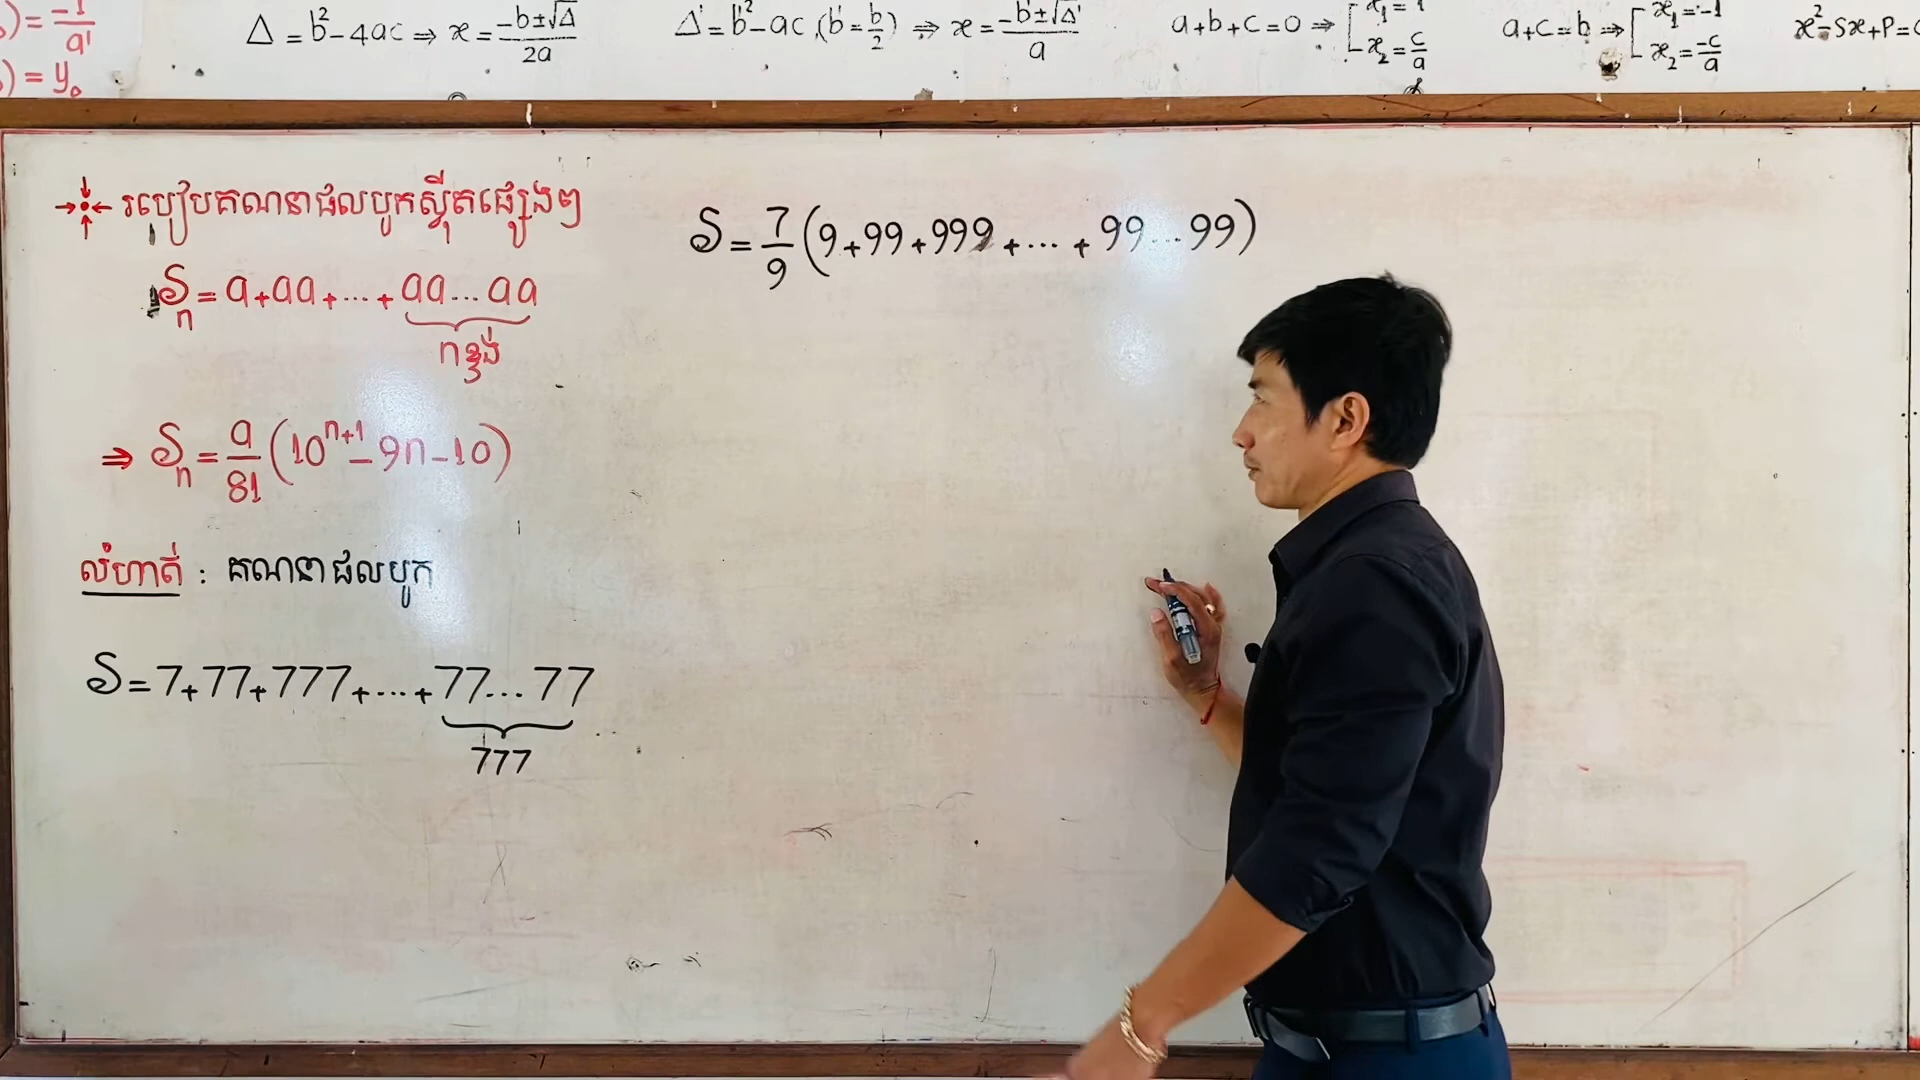 ) = -1/a'
) = y₀
Δ = b² - 4ac ⇒ x = (-b ± √Δ)/2a
Δ' = b'² - ac, (b' = b/2) ⇒ x = (-b' ± √Δ')/a
a + b + c = 0 ⇒ [ x₁ = 1
x₂ = c/a
a + c = b ⇒ [ x₁ = -1
x₂ = -c/a
x² - Sx + P =
របៀបគណនាផលបូកស្វ៊ីតផ្សេងៗ
Sₙ = a + aa + ... + aa...aa
n ខ្ទង់
⇒ Sₙ = a/81 (10ⁿ⁺¹ - 9n - 10)
លំហាត់ : គណនាផលបូក
S = 7 + 77 + 777 + ... + 77...77
777
S = 7/9 (9 + 99 + 999 + ... + 99...99)